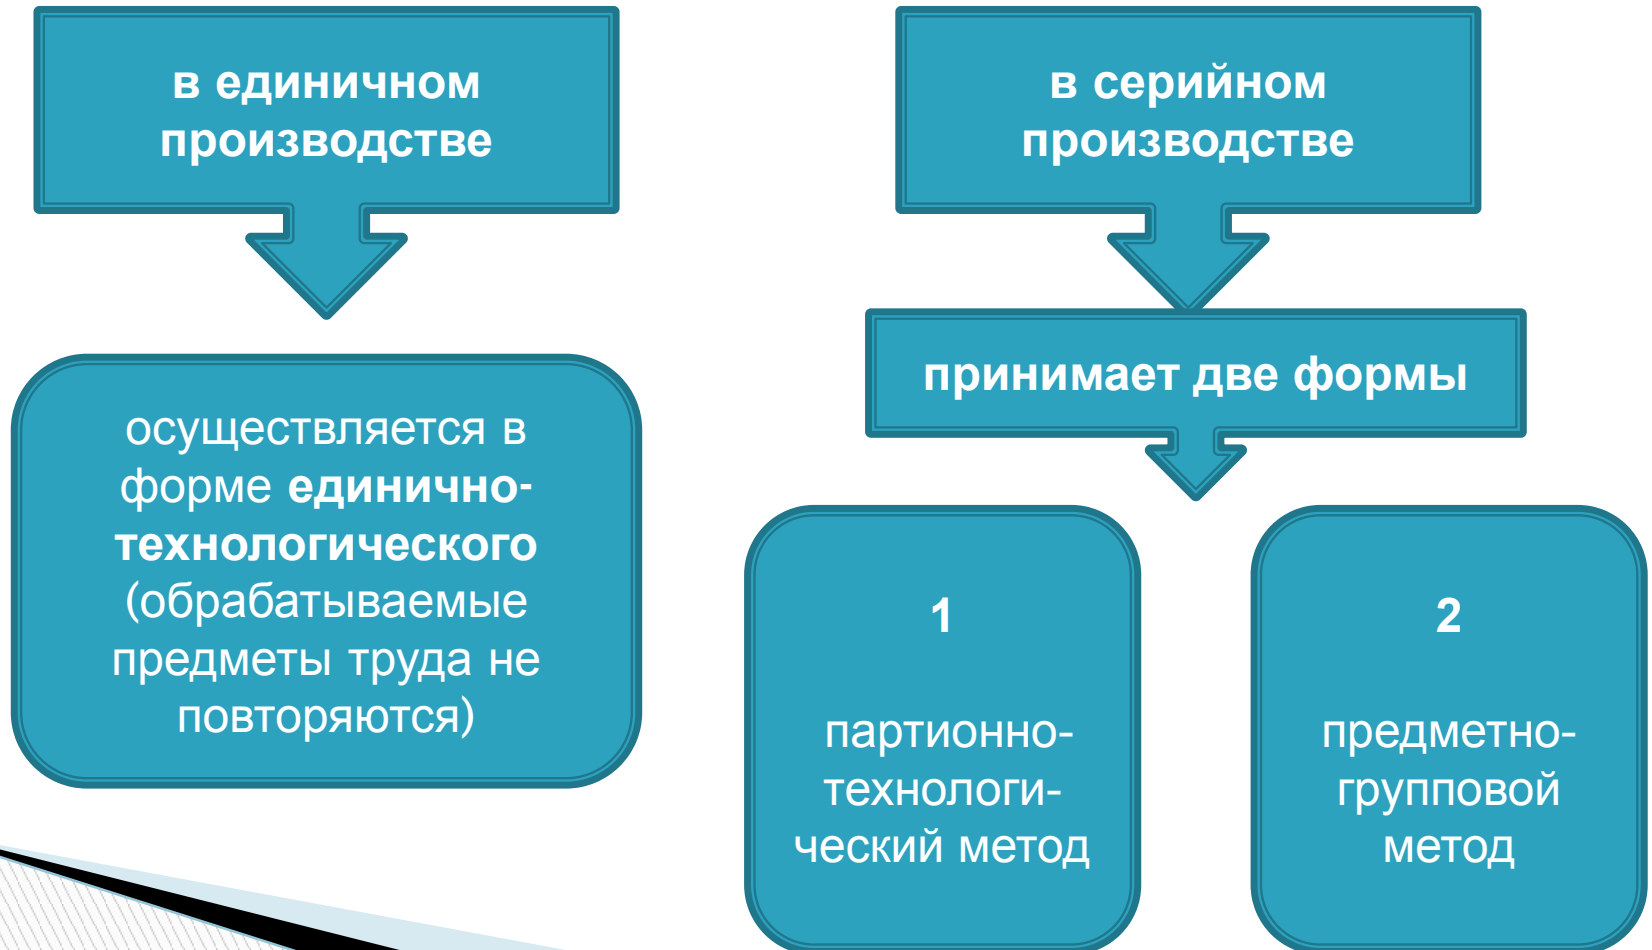 в единичном
производстве
осуществляется в
форме единично-
технологического
(обрабатываемые
предметы труда не
повторяются)
в серийном
производстве
принимает две формы
1
партионно-
технологи-
ческий метод
2
предметно-
групповой
метод